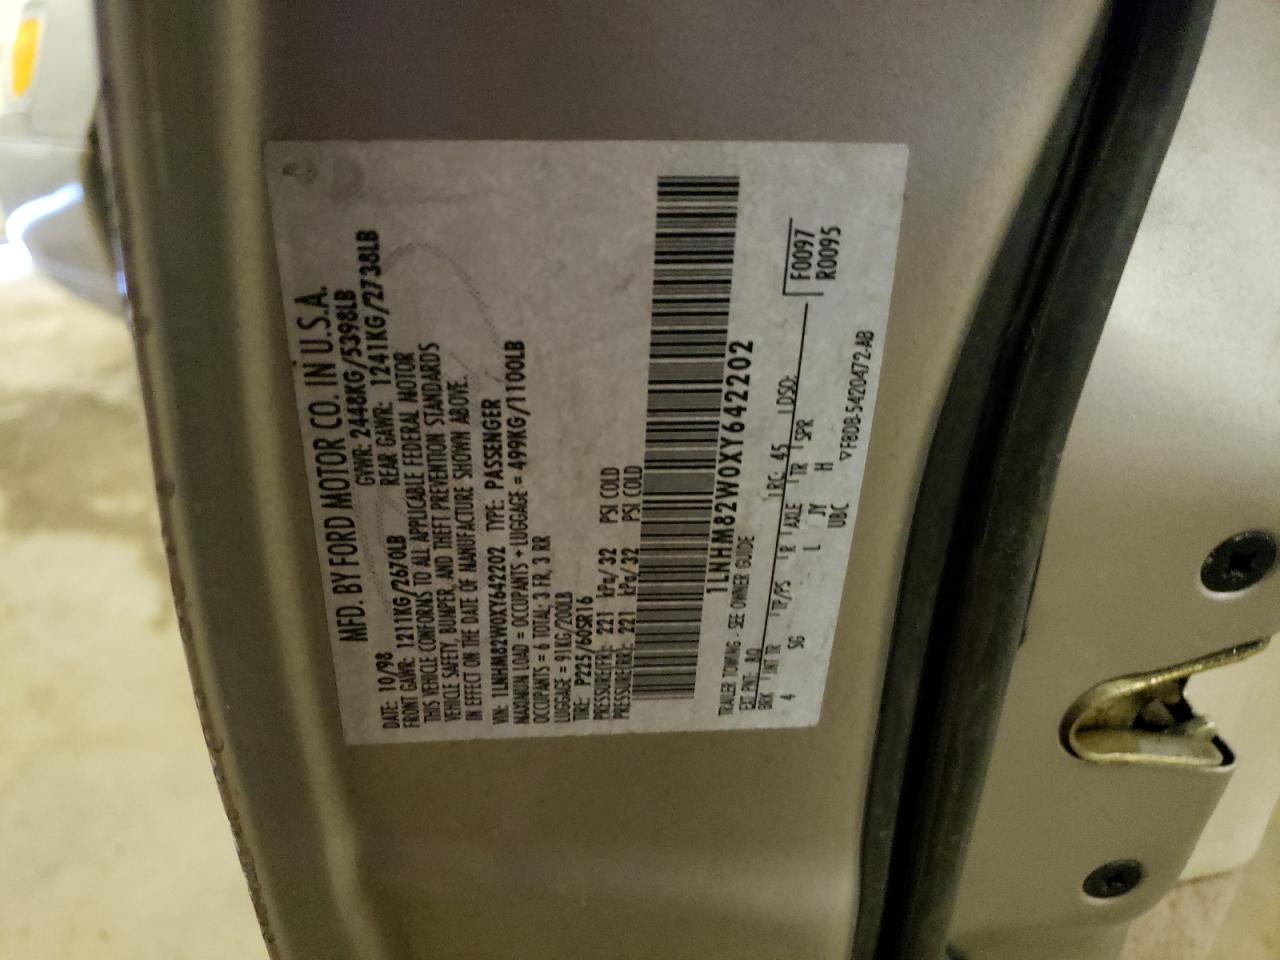 MFD. BY FORD MOTOR CO. IN U.S.A.
DATE: 10/98 GVWR: 2448KG/5398LB
FRONT GAWR: 1211KG/2670LB REAR GAWR: 1241KG/2738LB
THIS VEHICLE CONFORMS TO ALL APPLICABLE FEDERAL MOTOR
VEHICLE SAFETY, BUMPER, AND THEFT PREVENTION STANDARDS
IN EFFECT ON THE DATE OF MANUFACTURE SHOWN ABOVE.
VIN: 1LNHM82W0XY642202 TYPE: PASSENGER
MAXIMUM LOAD = OCCUPANTS + LUGGAGE = 499KG/1100LB
OCCUPANTS = 6 TOTAL: 3 FR, 3 RR
LUGGAGE = 91KG/200LB
TIRE: P225/60SR16
PRESSURE(FR): 221 kPa/ 32 PSI COLD
PRESSURE(RR): 221 kPa/ 32 PSI COLD
1LNHM82W0XY642202
TRAILER TOWING - SEE OWNER GUIDE
F0097
R0095
EXT PNT: RC: 45 DSO:
BRK INT TR TP/PS R AXLE TR SPR
4 SG L JY H
UBC
▽F8DB-5420472-AB